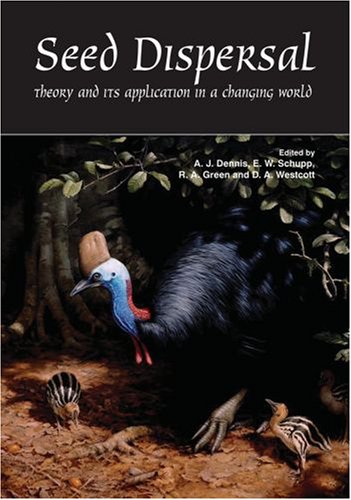 Seed Dispersal
Theory and its application in a changing world
Edited by
A. J. Dennis, E. W. Schupp,
R. A. Green and D. A. Westcott